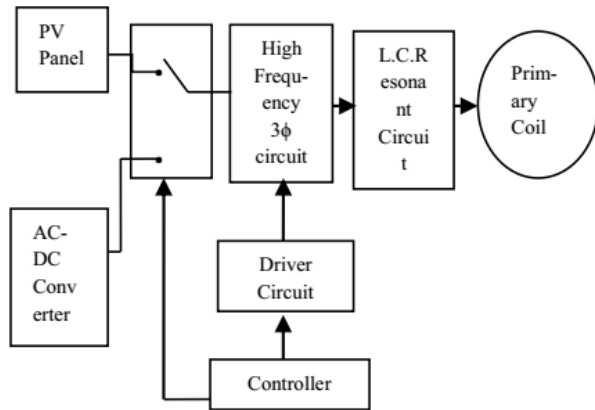 PV
Panel
High
Frequ-
ency
3ϕ
circuit
L.C.R
esona
nt
Circui
t
Prim-
ary
Coil
AC-
DC
Conv
erter
Driver
Circuit
Controller